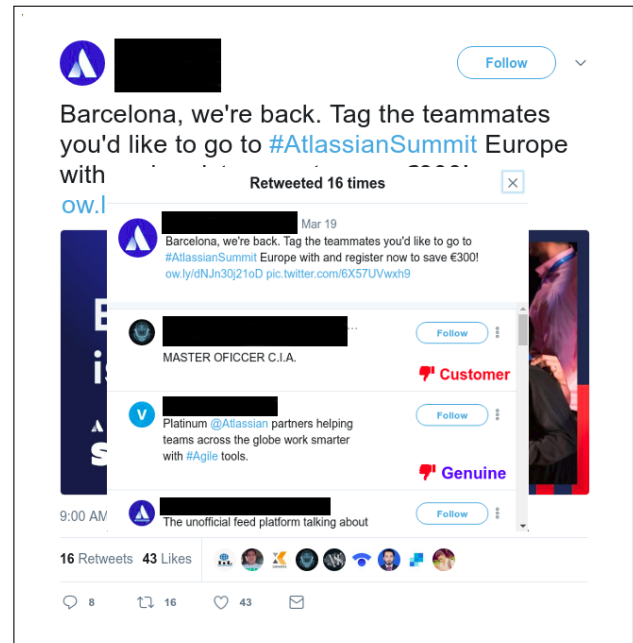 Follow
Barcelona, we're back. Tag the teammates
you'd like to go to #AtlassianSummit Europe
with
ow.l
Retweeted 16 times
Mar 19
Barcelona, we're back. Tag the teammates you'd like to go to
#AtlassianSummit Europe with and register now to save €300!
ow.ly/dNJn30j21oD pic.twitter.com/6X57UVwxh9
...
Follow
MASTER OFICCER C.I.A.
Customer
V
Follow
Platinum @Atlassian partners helping
teams across the globe work smarter
with #Agile tools.
Genuine
Follow
The unofficial feed platform talking about
9:00 AM
16 Retweets 43 Likes
8 16 43